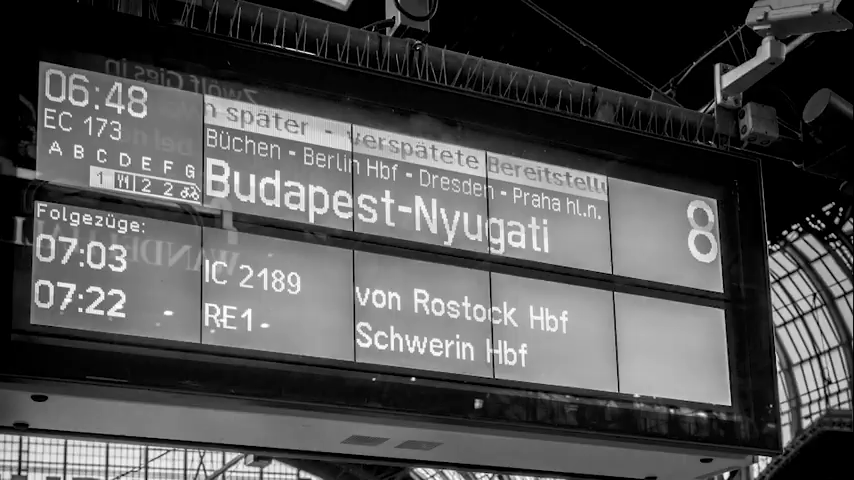 06:48
n später - verspätete Bereitstellu
EC 173
Büchen - Berlin Hbf - Dresden - Praha hl.n.
A B C D E F G
1 2 2
Budapest-Nyugati
8
Folgezüge:
07:03 IC 2189 von Rostock Hbf
07:22 RE1 Schwerin Hbf